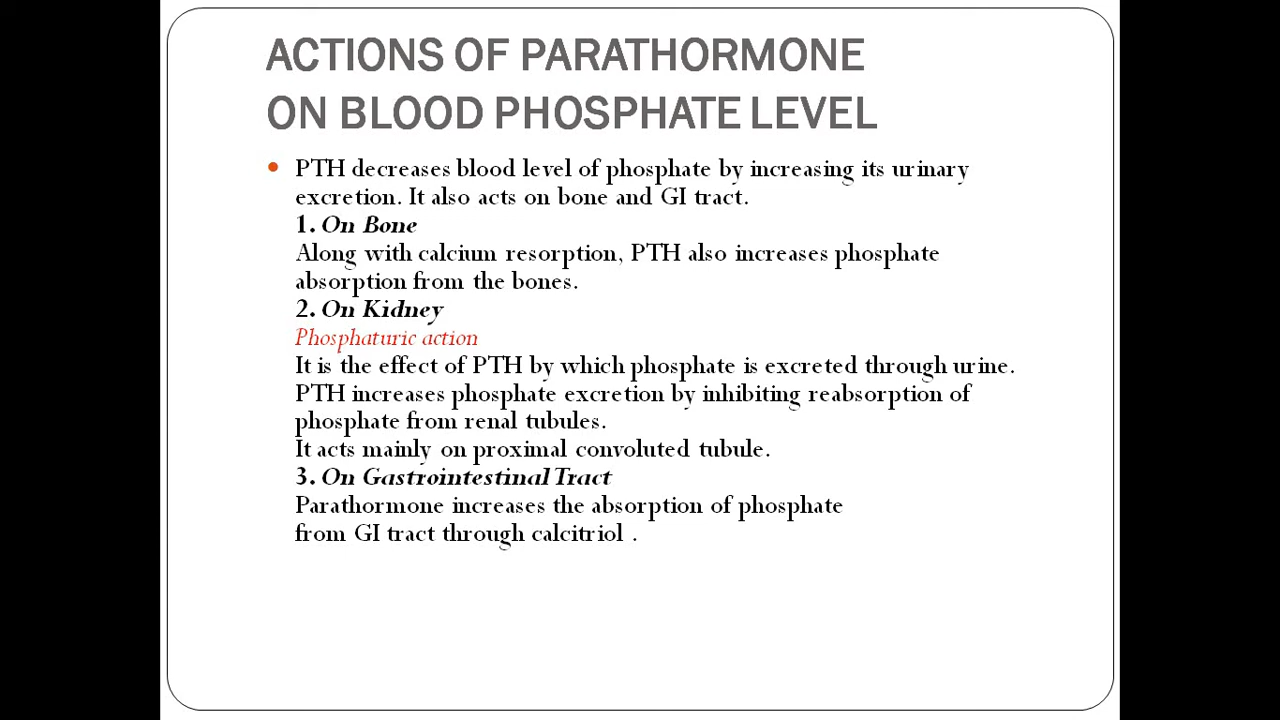 ACTIONS OF PARATHORMONE
ON BLOOD PHOSPHATE LEVEL
• PTH decreases blood level of phosphate by increasing its urinary
excretion. It also acts on bone and GI tract.
1. On Bone
Along with calcium resorption, PTH also increases phosphate
absorption from the bones.
2. On Kidney
Phosphaturic action
It is the effect of PTH by which phosphate is excreted through urine.
PTH increases phosphate excretion by inhibiting reabsorption of
phosphate from renal tubules.
It acts mainly on proximal convoluted tubule.
3. On Gastrointestinal Tract
Parathormone increases the absorption of phosphate
from GI tract through calcitriol .